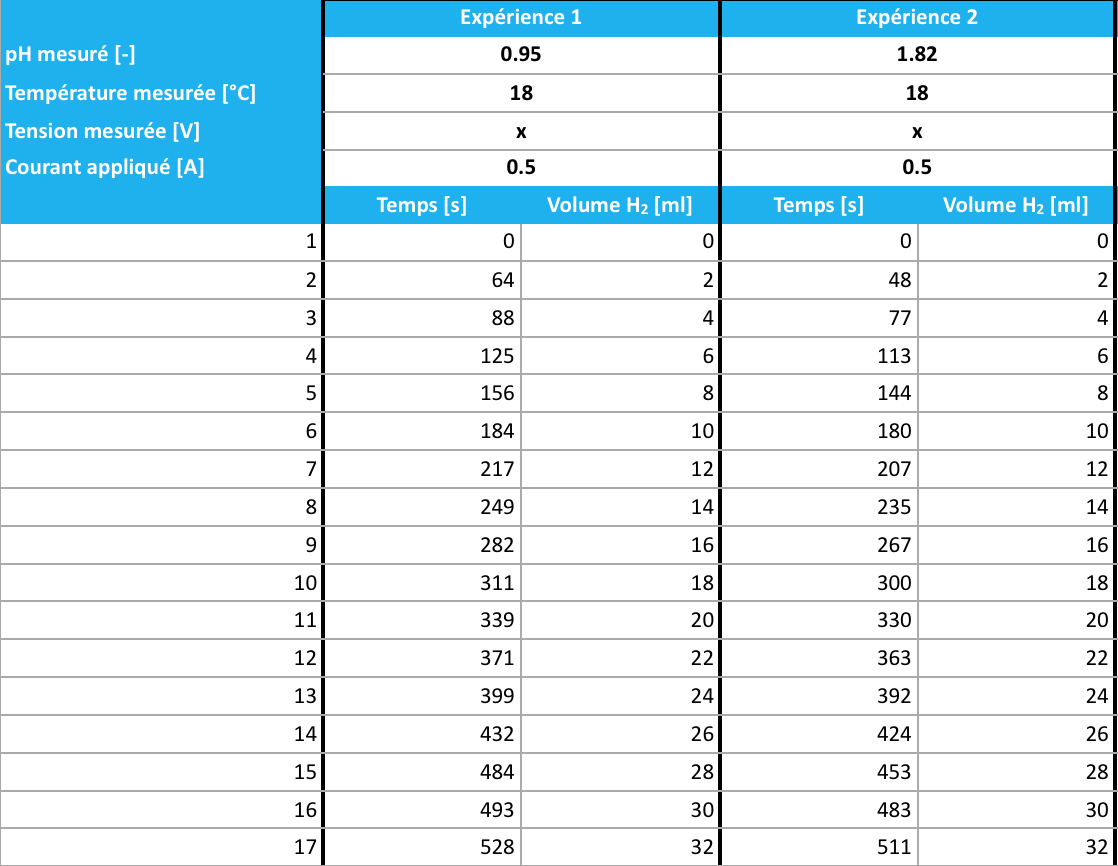 Expérience 1 Expérience 2
pH mesuré [-] 0.95 1.82
Température mesurée [°C] 18 18
Tension mesurée [V] x x
Courant appliqué [A] 0.5 0.5
Temps [s] Volume H₂ [ml] Temps [s] Volume H₂ [ml]
1 0 0 0 0
2 64 2 48 2
3 88 4 77 4
4 125 6 113 6
5 156 8 144 8
6 184 10 180 10
7 217 12 207 12
8 249 14 235 14
9 282 16 267 16
10 311 18 300 18
11 339 20 330 20
12 371 22 363 22
13 399 24 392 24
14 432 26 424 26
15 484 28 453 28
16 493 30 483 30
17 528 32 511 32